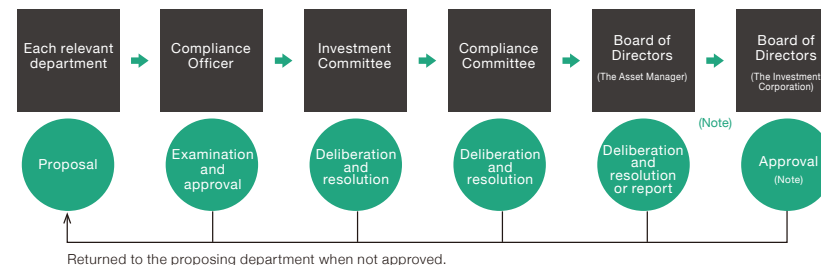 Each relevant
department
Compliance
Officer
Investment
Committee
Compliance
Committee
Board of
Directors
(The Asset Manager)
Board of
Directors
(The Investment
Corporation)
(Note)
Proposal
Examination
and
approval
Deliberation
and
resolution
Deliberation
and
resolution
Deliberation
and
resolution
or report
Approval
(Note)
Returned to the proposing department when not approved.